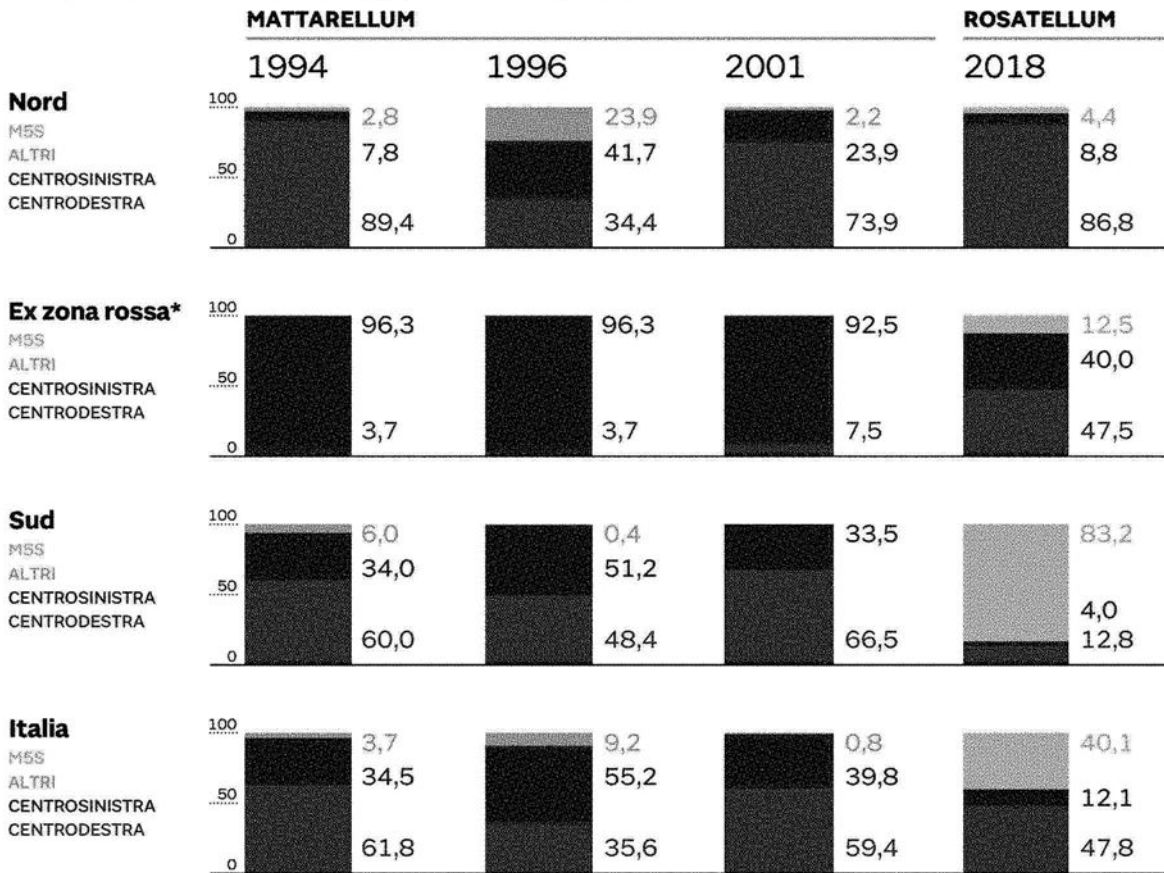 MATTARELLUM ROSATELLUM
1994 1996 2001 2018
Nord
M5S
ALTRI
CENTROSINISTRA
CENTRODESTRA
100
50
0
2,8
7,8
89,4
23,9
41,7
34,4
2,2
23,9
73,9
4,4
8,8
86,8
Ex zona rossa*
M5S
ALTRI
CENTROSINISTRA
CENTRODESTRA
100
50
0
96,3
3,7
96,3
3,7
92,5
7,5
12,5
40,0
47,5
Sud
M5S
ALTRI
CENTROSINISTRA
CENTRODESTRA
100
50
0
6,0
34,0
60,0
0,4
51,2
48,4
33,5
66,5
83,2
4,0
12,8
Italia
M5S
ALTRI
CENTROSINISTRA
CENTRODESTRA
100
50
0
3,7
34,5
61,8
9,2
55,2
35,6
0,8
39,8
59,4
40,1
12,1
47,8